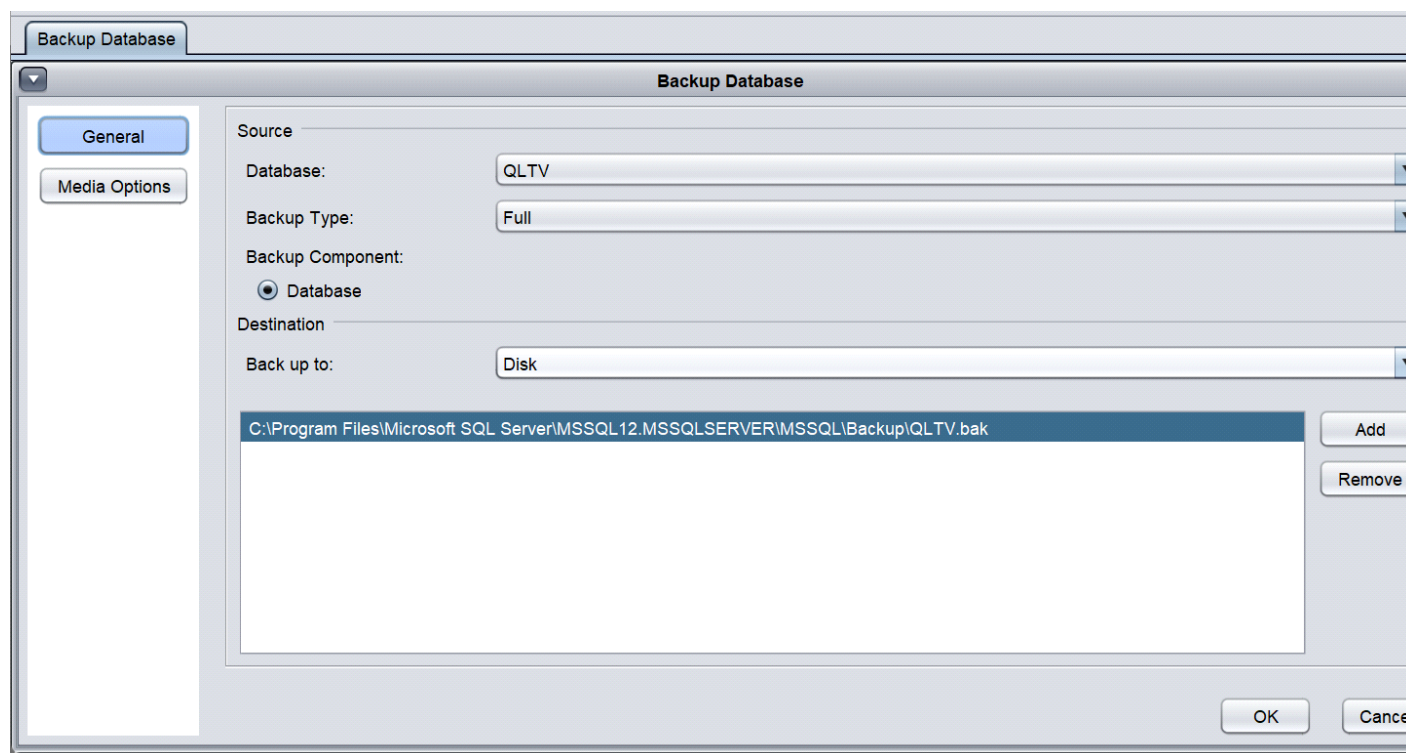 Backup Database
Backup Database
General
Media Options
Source
Database: QLTV
Backup Type: Full
Backup Component:
Database
Destination
Back up to: Disk
C:\Program Files\Microsoft SQL Server\MSSQL12.MSSQLSERVER\MSSQL\Backup\QLTV.bak
Add
Remove
OK
Cance